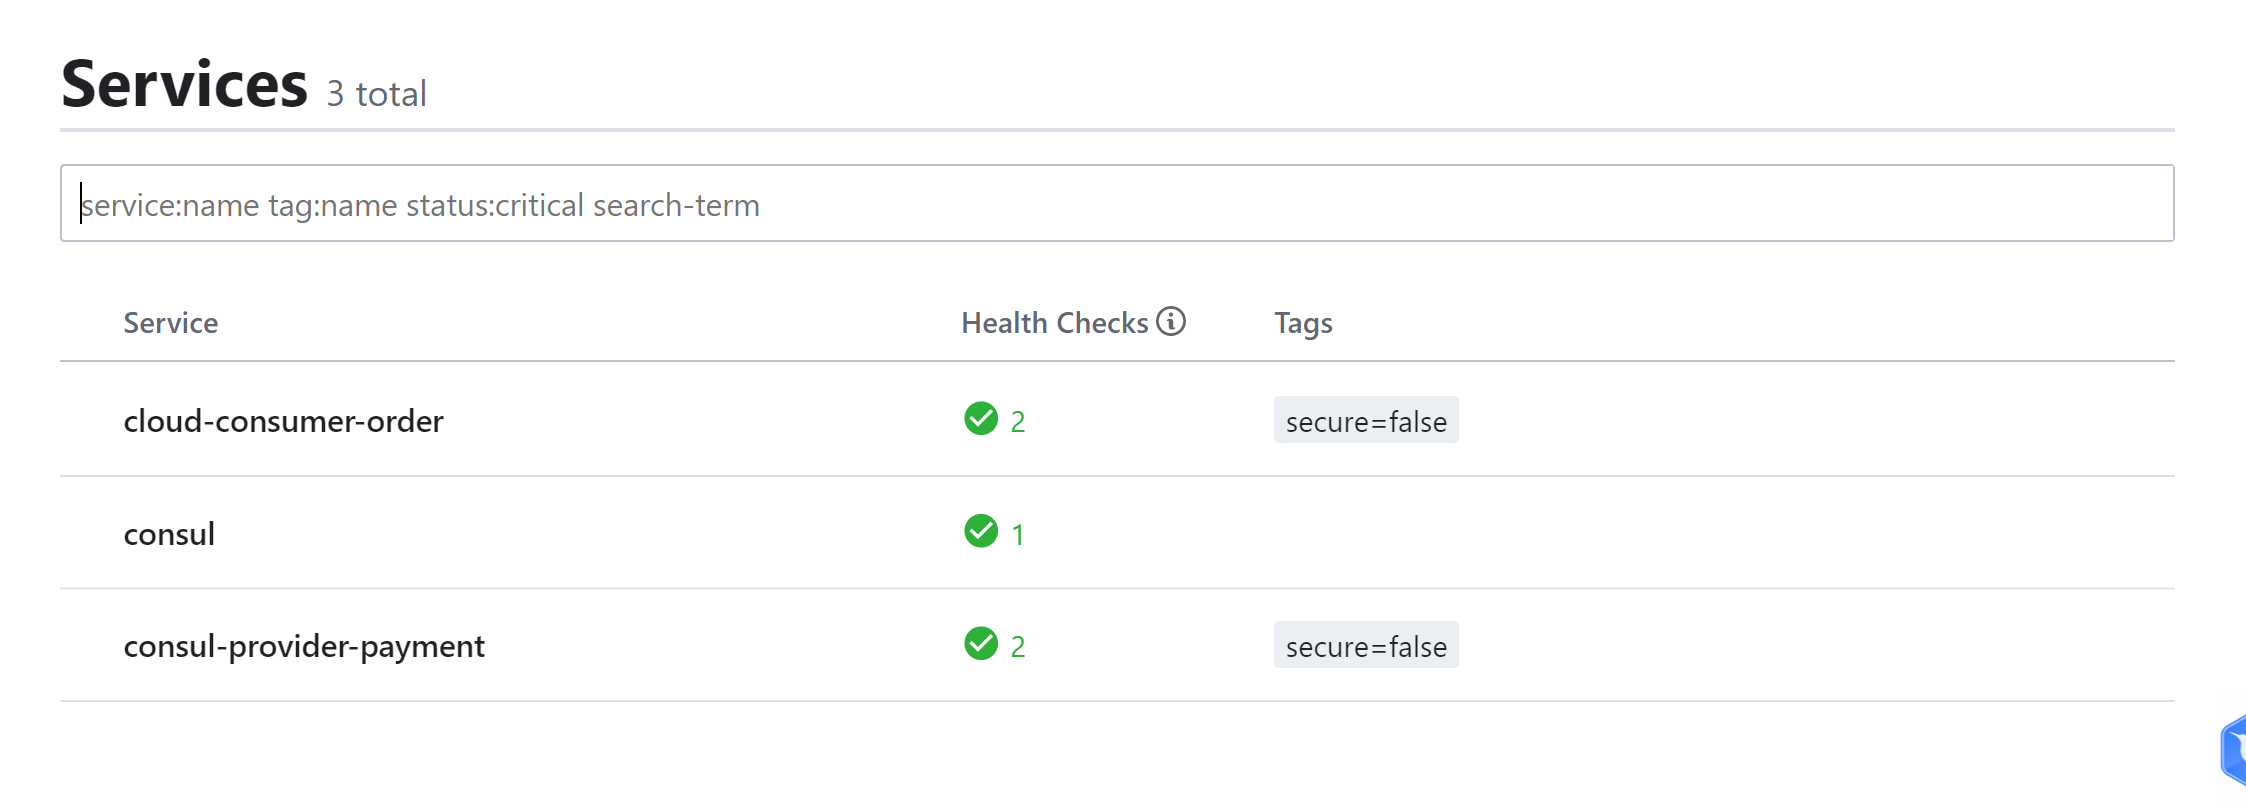 Services 3 total
service:name tag:name status:critical search-term
Service Health Checks Tags
cloud-consumer-order 2 secure=false
consul 1
consul-provider-payment 2 secure=false